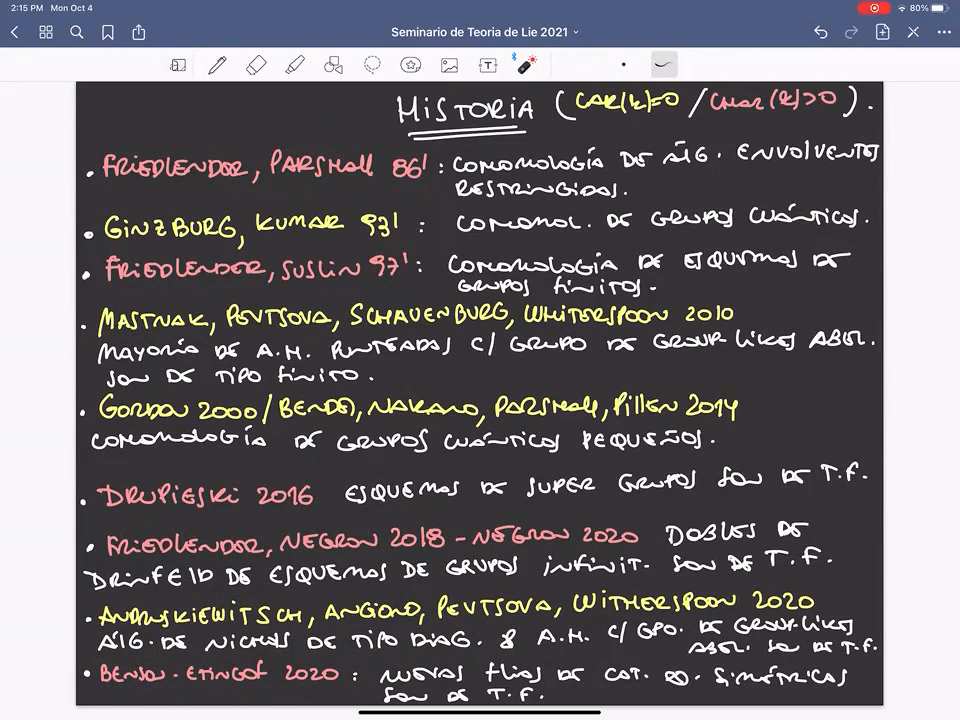 2:15 PM Mon Oct 4 80%
Seminario de Teoria de Lie 2021
HISTORIA (CAR(k)=0 / CHAR(k)>0).
• FRIEDLENDER, PARSHALL 86' : COHOMOLOGÍA DE ÁLG. ENVOLVENTES
RESTRINGIDAS.
• GINZBURG, KUMAR 93' : COHOMOL. DE GRUPOS CUÁNTICOS.
• FRIEDLENDER, SUSLIN 97' : COHOMOLOGÍA DE ESQUEMAS DE
GRUPOS FINITOS.
• MASTNAK, PEVTSOVA, SCHAUENBURG, WHITERSPOON 2010
MAYORÍA DE A.H. PUNTEADAS C/ GRUPO DE GROUP-LIKES ABEL.
SON DE TIPO FINITO.
• GORDON 2000 / BENDEL, NAKANO, PARSHALL, PILLEN 2014
COHOMOLOGÍA DE GRUPOS CUÁNTICOS PEQUEÑOS.
• DRUPIESKI 2016 ESQUEMAS DE SUPER GRUPOS SON DE T.F.
• FRIEDLENDER, NEGRON 2018 - NEGRON 2020 DOBLES DE
DRINFELD DE ESQUEMAS DE GRUPOS INFINIT. SON DE T.F.
• ANDRUSKIEWITSCH, ANGIONO, PEVTSOVA, WITHERSPOON 2020
ÁLG. DE NICHOLS DE TIPO DIAG. & A.H. C/ GPO. DE GROUP-LIKES
ABEL. SON DE T.F.
• BENSON - ETINGOF 2020 : NUEVAS FLIAS DE CAT. ⊗. SIMÉTRICAS
SON DE T.F.